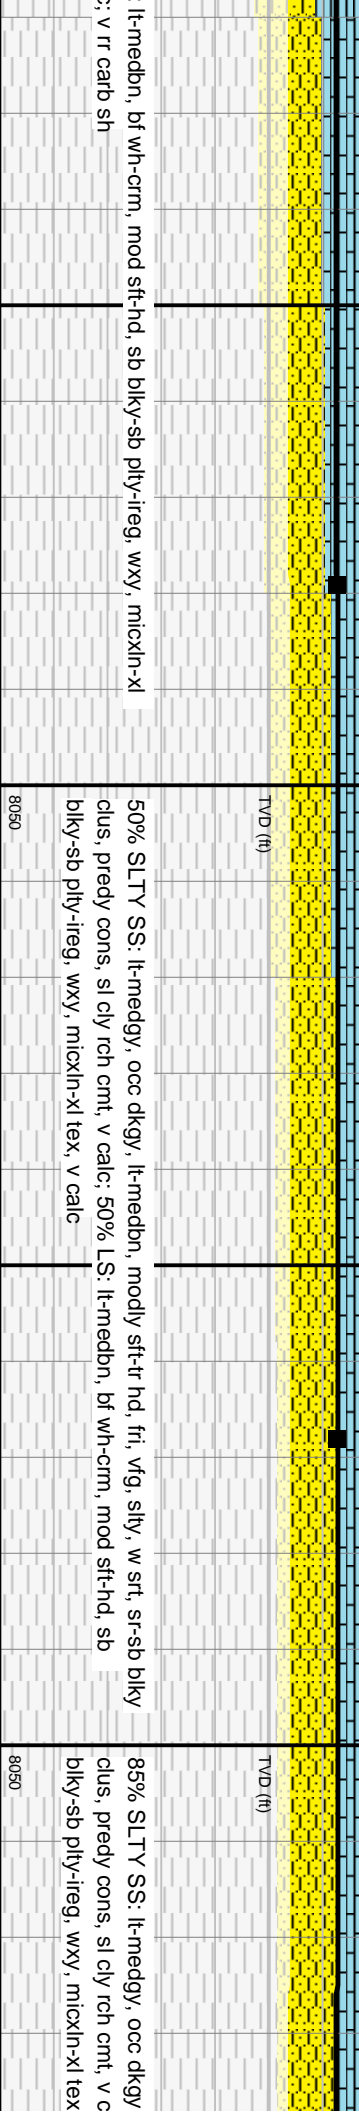 : lt-medbn, bf wh-crm, mod sft-hd, sb blky-sb plty-ireg, wxy, micxln-xl
; v rr carb sh
TVD (ft)
50% SLTY SS: lt-medgy, occ dkgy, lt-medbn, modly sft-tr hd, fri, vfg, slty, w srt, sr-sb blky
clus, predy cons, sl cly rch cmt, v calc; 50% LS: lt-medbn, bf wh-crm, mod sft-hd, sb
blky-sb plty-ireg, wxy, micxln-xl tex, v calc
8050
TVD (ft)
85% SLTY SS: lt-medgy, occ dkgy
clus, predy cons, sl cly rch cmt, v c
blky-sb plty-ireg, wxy, micxln-xl tex
8050